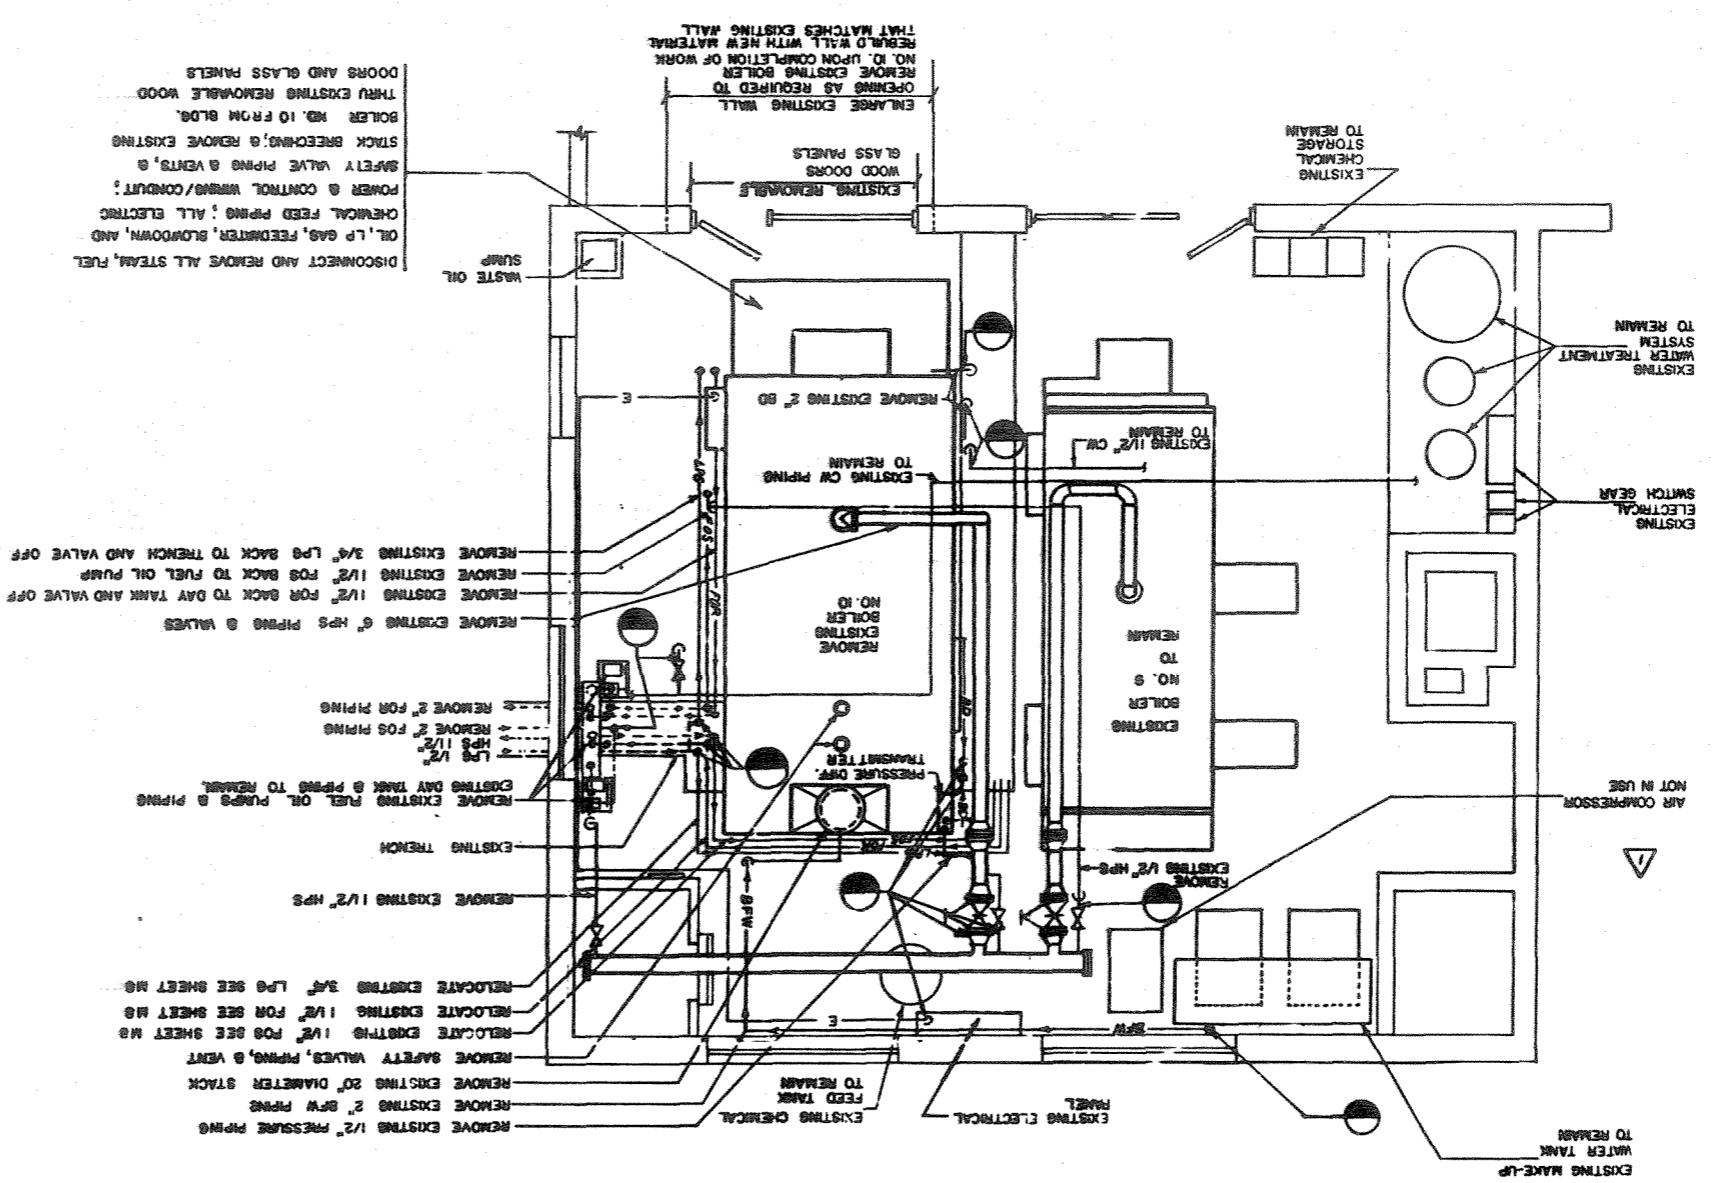 EXISTING MAKE-UP
WATER TANK
TO REMAIN
EXISTING ELECTRICAL
PANEL
EXISTING CHEMICAL
FEED TANK
TO REMAIN
REMOVE EXISTING 1/2" PRESSURE PIPING
REMOVE EXISTING 2" BFW PIPING
REMOVE EXISTING 20" DIAMETER STACK
REMOVE SAFETY VALVES, PIPING, & VENT
RELOCATE EXISTPIG 1 1/2" FOS SEE SHEET M8
RELOCATE EXISTING 1 1/2" FOR SEE SHEET M8
RELOCATE EXISTING 3/4" LPG SEE SHEET M8
BFW
E
BFW
REMOVE
EXISTING 1/2" HPS
REMOVE EXISTING 1 1/2" HPS
EXISTING TRENCH
1
AIR COMPRESSOR
NOT IN USE
LPG
FOR
FOS
PRESSURE DIFF.
TRANSMITTER
REMOVE EXISTING FUEL OIL PUMPS & PIPING
EXISTING DAY TANK & PIPING TO REMAIN.
LPG 1/2"
HPS 1 1/2"
REMOVE 2" FOS PIPING
REMOVE 2" FOR PIPING
EXISTING
BOILER
NO. 9
TO
REMAIN
BD
REMOVE
EXISTING
BOILER
NO. 10
REMOVE EXISTING 6" HPS PIPING & VALVES
REMOVE EXISTING 1 1/2" FOR BACK TO DAY TANK AND VALVE OFF
REMOVE EXISTING 1 1/2" FOS BACK TO FUEL OIL PUMP
REMOVE EXISTING 3/4" LPG BACK TO TRENCH AND VALVE OFF
FOR
FOS
LPG
EXISTING
ELECTRICAL
SWITCH GEAR
EXISTING CW PIPING
TO REMAIN
EXISTING 1 1/2" CW
TO REMAIN
REMOVE EXISTING 2" BD
E
EXISTING
WATER TREATMENT
SYSTEM
TO REMAIN
WASTE OIL
SUMP
DISCONNECT AND REMOVE ALL STEAM, FUEL
OIL, LP GAS, FEEDWATER, BLOWDOWN, AND
CHEMICAL FEED PIPING ; ALL ELECTRIC
POWER & CONTROL WIRING/CONDUIT;
SAFETY VALVE PIPING & VENTS, &
STACK BREECHING; & REMOVE EXISTING
BOILER NO. 10 FROM BLDG.
THRU EXISTING REMOVABLE WOOD
DOORS AND GLASS PANELS
EXISTING
CHEMICAL
STORAGE
TO REMAIN
EXISTING REMOVABLE
WOOD DOORS
GLASS PANELS
ENLARGE EXISTING WALL
OPENING AS REQUIRED TO
REMOVE EXISTING BOILER
NO. 10. UPON COMPLETION OF WORK
REBUILD WALL WITH NEW MATERIAL
THAT MATCHES EXISTING WALL